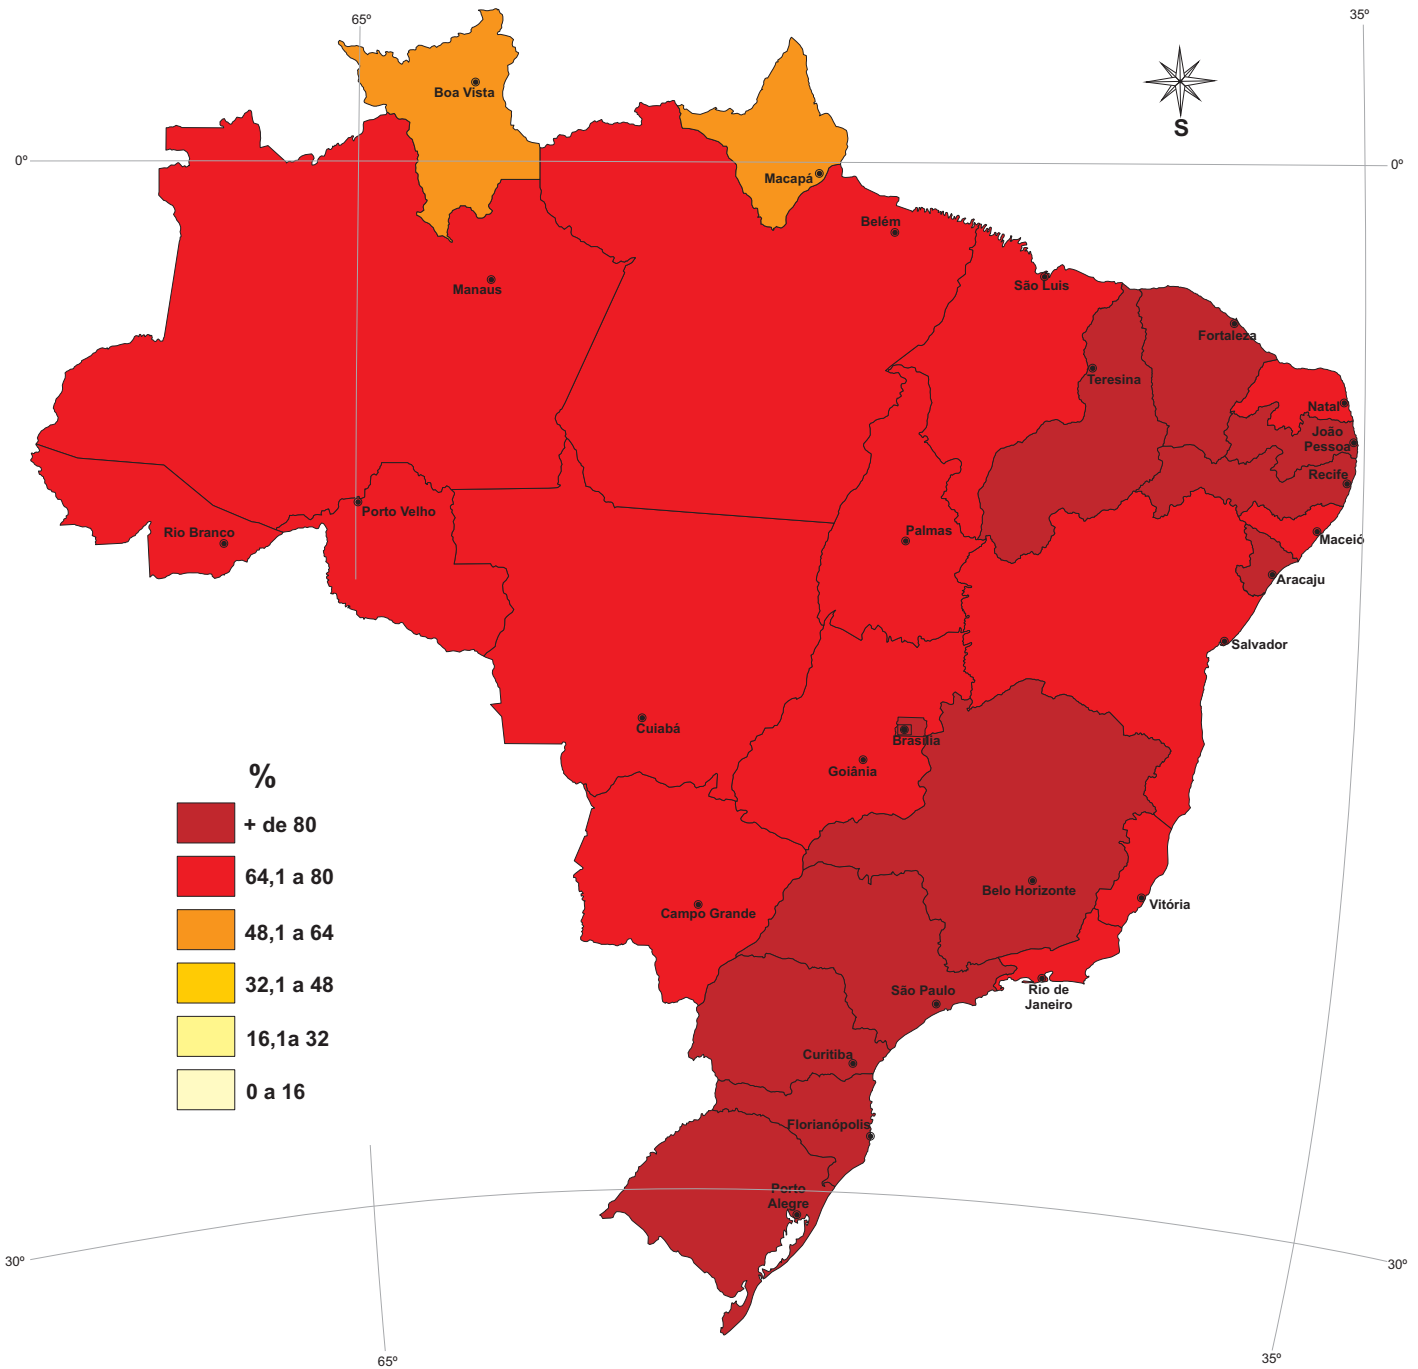 65º
35º
Boa Vista
S
0º
0º
Macapá
Belém
Manaus
São Luis
Fortaleza
Teresina
Natal
João
Pessoa
Recife
Porto Velho
Rio Branco
Palmas
Maceió
Aracaju
Salvador
Cuiabá
Brasília
Goiânia
%
+ de 80
64,1 a 80
48,1 a 64
32,1 a 48
16,1a 32
0 a 16
Belo Horizonte
Vitória
Campo Grande
São Paulo
Rio de
Janeiro
Curitiba
Florianópolis
Porto
Alegre
30º
30º
65º
35º